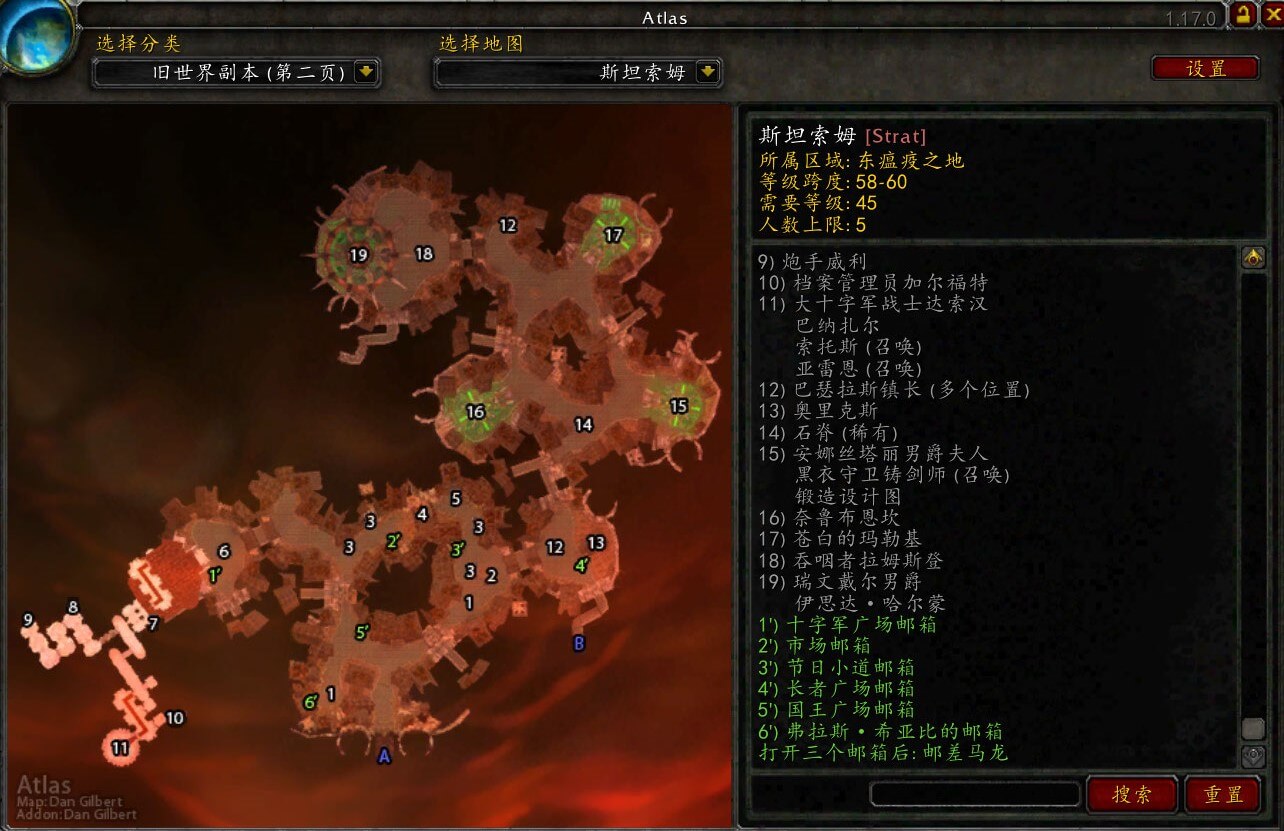 Atlas
1.17.0
选择分类
选择地图
旧世界副本 (第二页)
斯坦索姆
设置
斯坦索姆 [Strat]
所属区域: 东瘟疫之地
等级跨度: 58-60
需要等级: 45
人数上限: 5
9) 炮手威利
10) 档案管理员加尔福特
11) 大十字军战士达索汉
巴纳扎尔
索托斯 (召唤)
亚雷恩 (召唤)
12) 巴瑟拉斯镇长 (多个位置)
13) 奥里克斯
14) 石脊 (稀有)
15) 安娜丝塔丽男爵夫人
黑衣守卫铸剑师 (召唤)
锻造设计图
16) 奈鲁布恩坎
17) 苍白的玛勒基
18) 吞咽者拉姆斯登
19) 瑞文戴尔男爵
伊思达·哈尔蒙
1') 十字军广场邮箱
2') 市场邮箱
3') 节日小道邮箱
4') 长者广场邮箱
5') 国王广场邮箱
6') 弗拉斯·希亚比的邮箱
打开三个邮箱后: 邮差马龙
搜索
重置
12
17
19
18
16
15
14
5
4
3
3
2'
3
3'
6
1'
3
2
12
13
4'
1
9
8
7
5'
B
6'
1
10
11
A
Atlas
Map:Dan Gilbert
Addon:Dan Gilbert